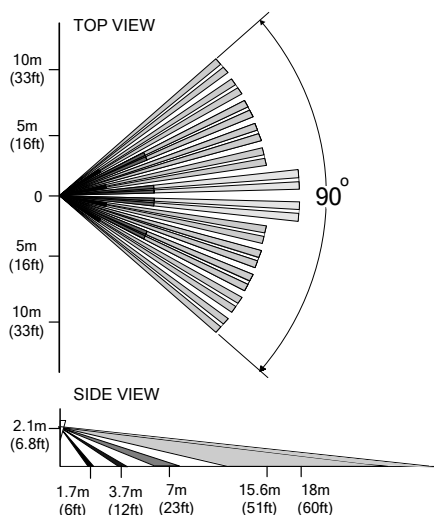 TOP VIEW
10m
(33ft)
5m
(16ft)
0
5m
(16ft)
10m
(33ft)
90°
SIDE VIEW
2.1m
(6.8ft)
1.7m 3.7m 7m 15.6m 18m
(6ft) (12ft) (23ft) (51ft) (60ft)